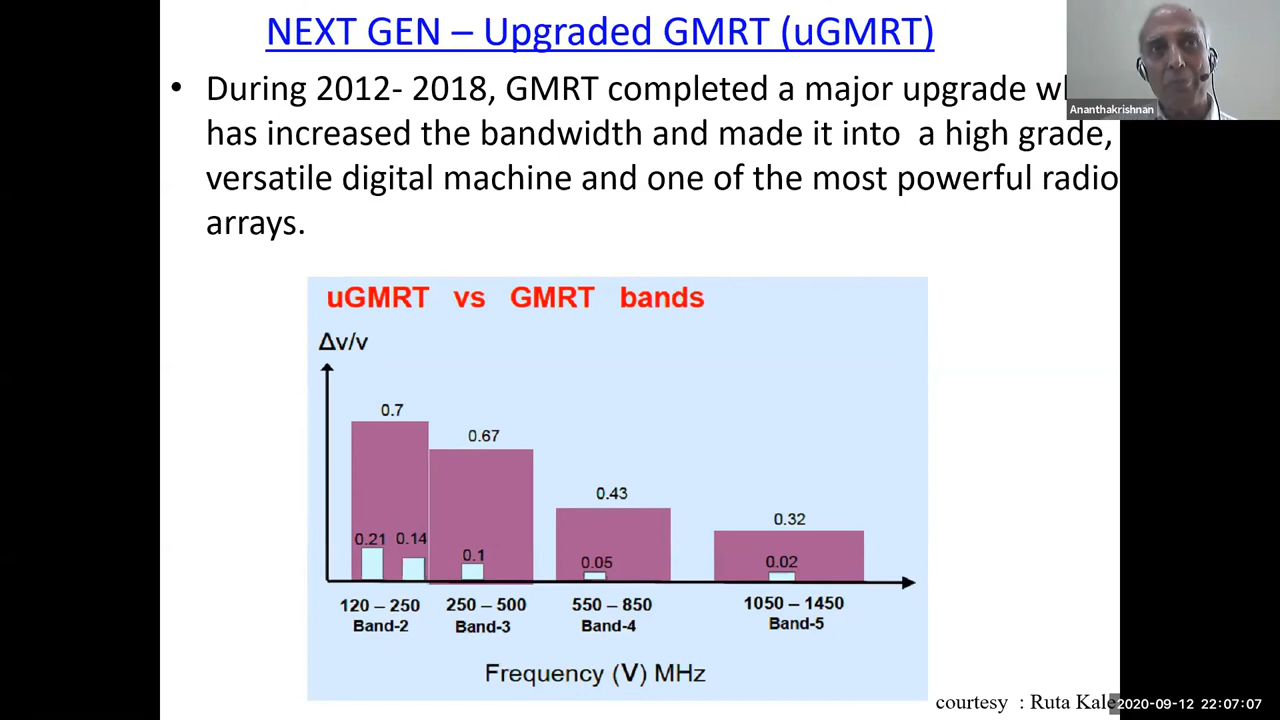 NEXT GEN – Upgraded GMRT (uGMRT)
• During 2012- 2018, GMRT completed a major upgrade
has increased the bandwidth and made it into a high grade,
versatile digital machine and one of the most powerful radio
arrays.
Ananthakrishnan
uGMRT vs GMRT bands
Δv/v
0.7
0.67
0.43
0.32
0.21 0.14
0.1
0.05
0.02
120 – 250
Band-2
250 – 500
Band-3
550 – 850
Band-4
1050 – 1450
Band-5
Frequency (V) MHz
courtesy : Ruta Kale
2020-09-12 22:07:07